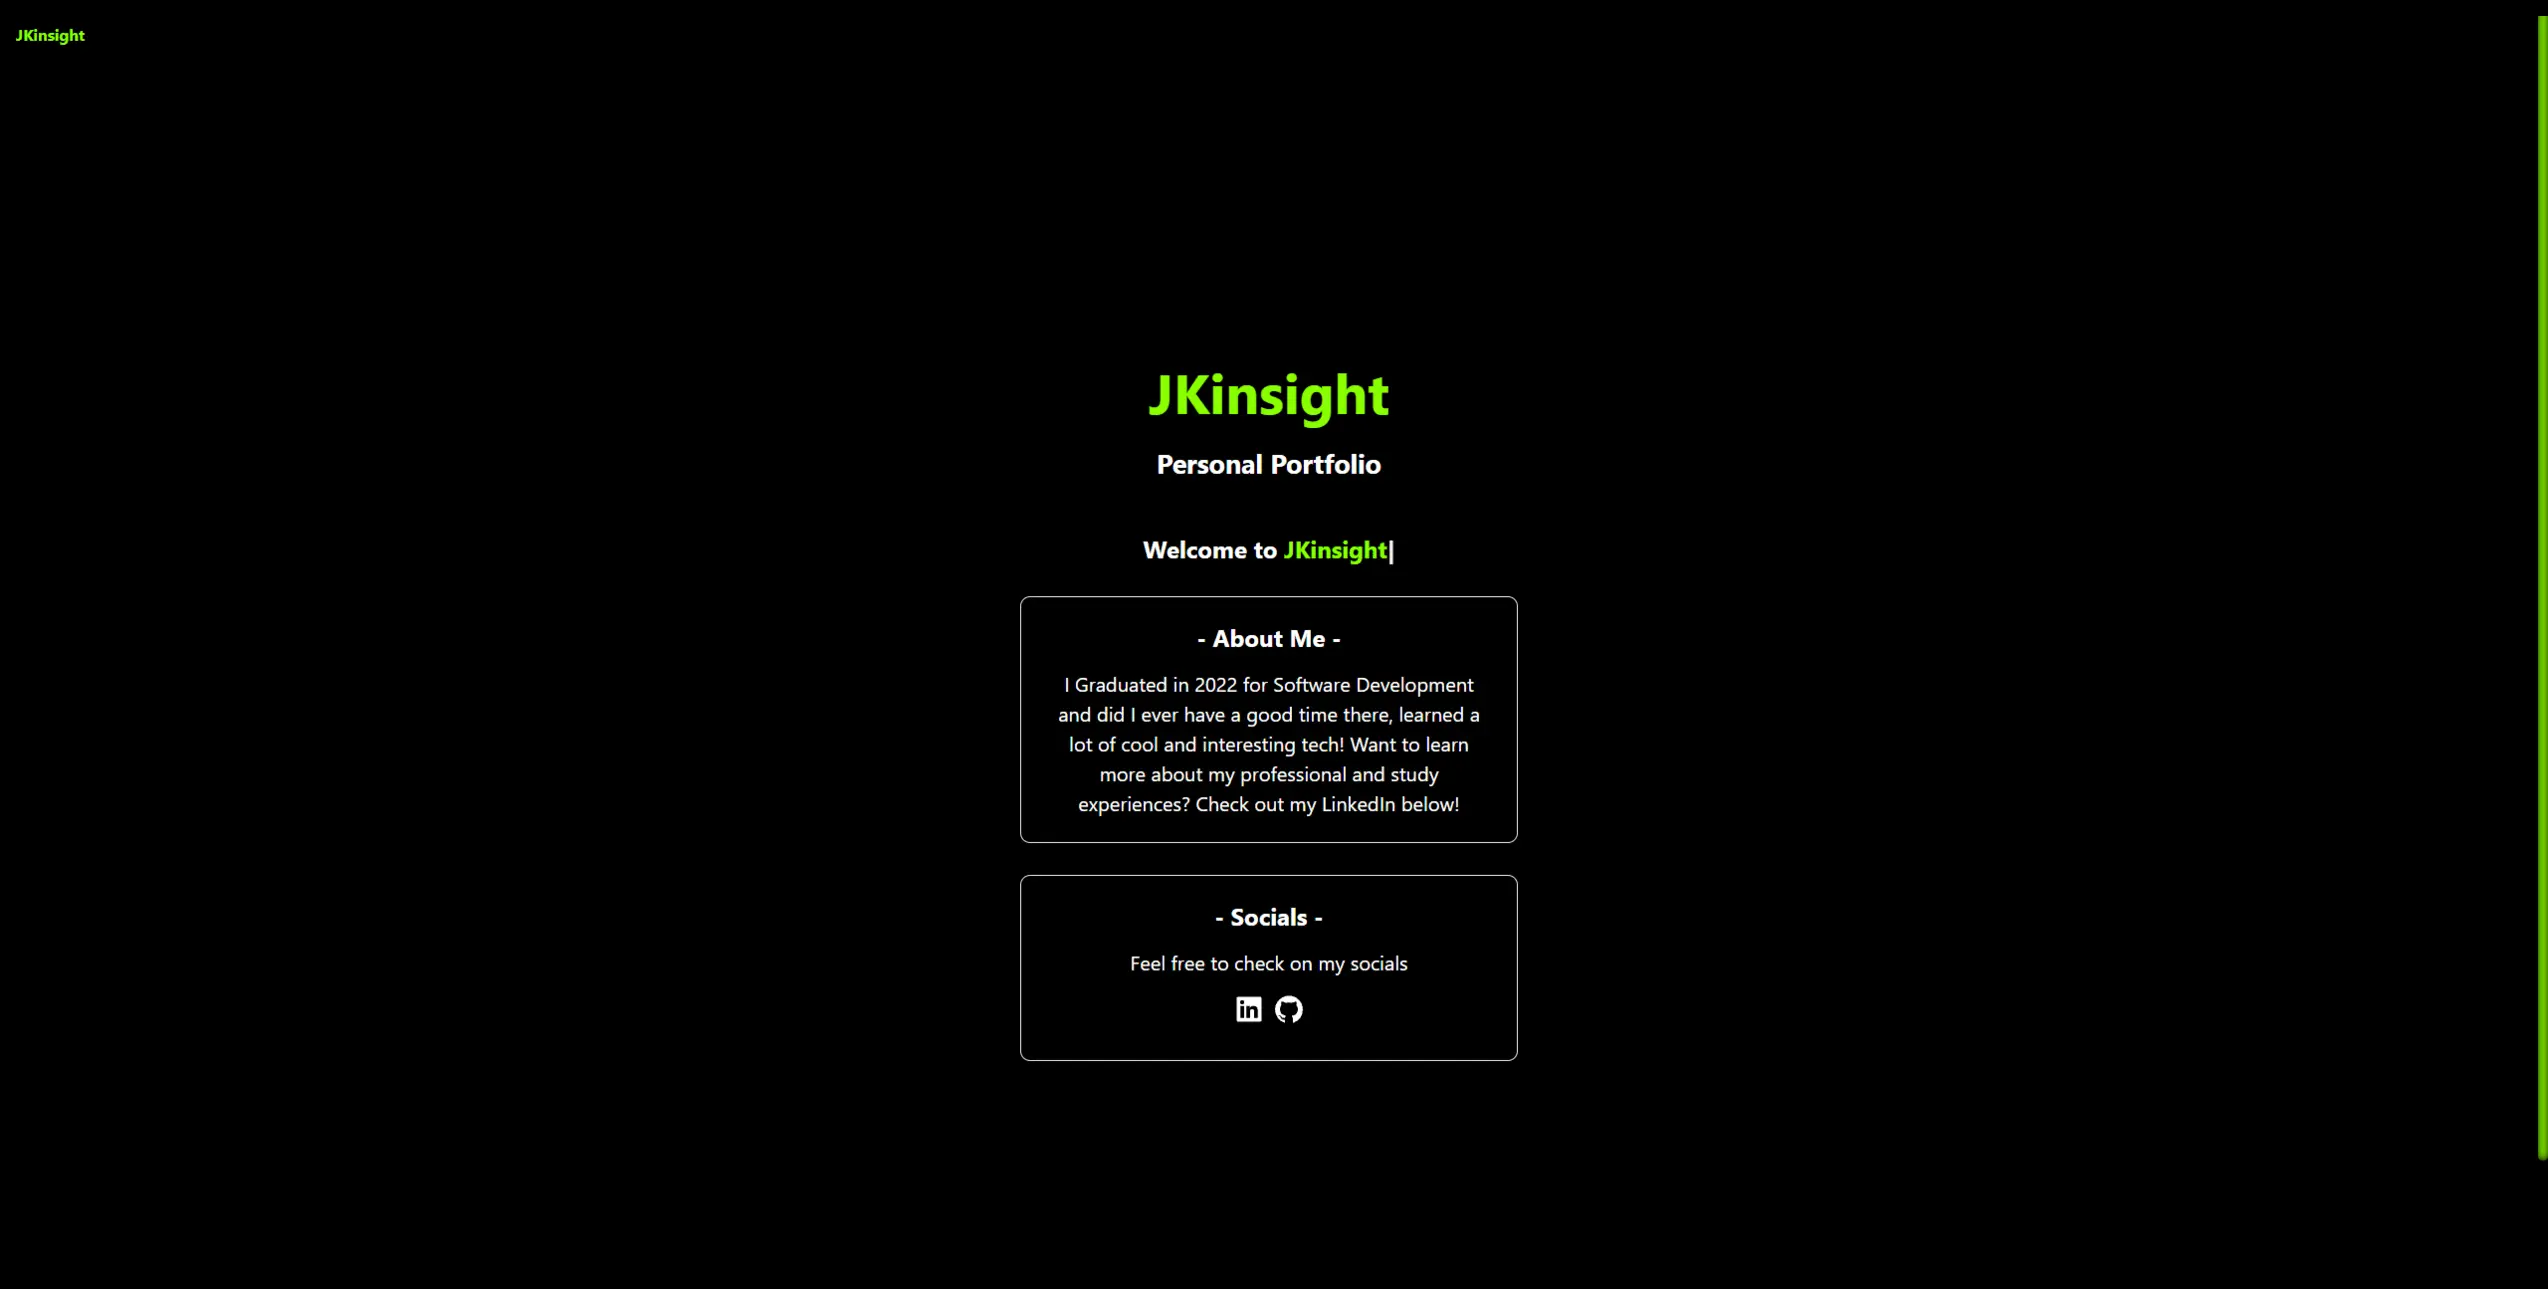 JKinsight
JKinsight
Personal Portfolio
Welcome to JKinsight|
- About Me -
I Graduated in 2022 for Software Development
and did I ever have a good time there, learned a
lot of cool and interesting tech! Want to learn
more about my professional and study
experiences? Check out my LinkedIn below!
- Socials -
Feel free to check on my socials
in